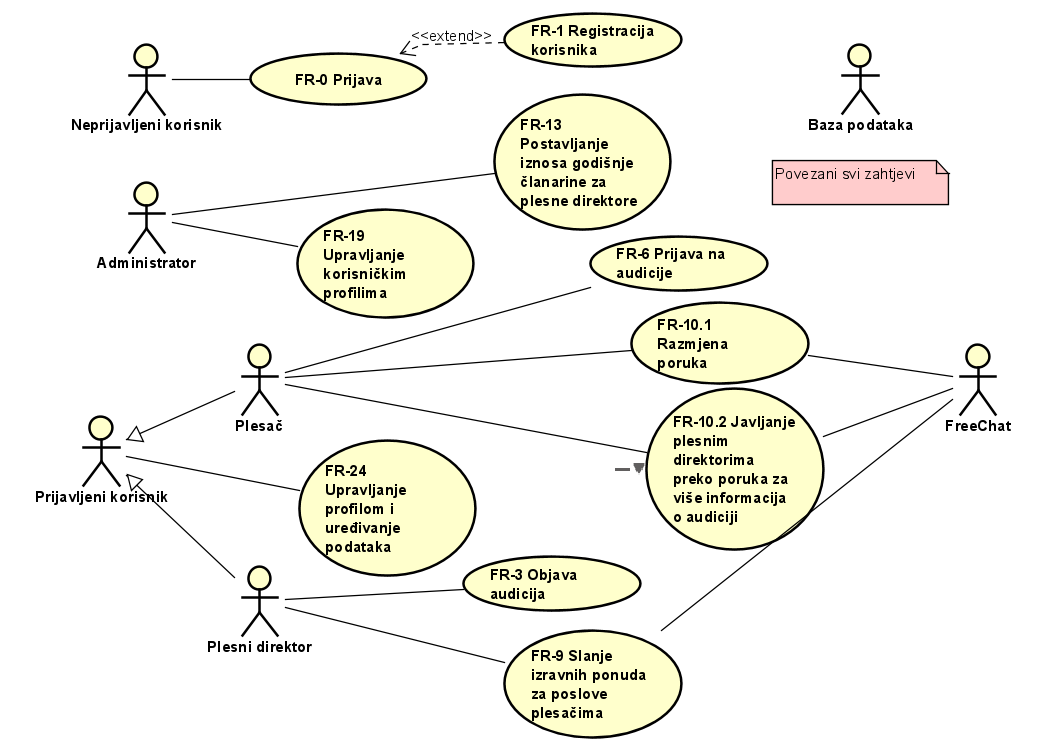 <<extend>>
FR-1 Registracija
korisnika
FR-0 Prijava
Neprijavljeni korisnik
Baza podataka
Povezani svi zahtjevi
FR-13
Postavljanje
iznosa godišnje
članarine za
plesne direktore
Administrator
FR-19
Upravljanje
korisničkim
profilima
FR-6 Prijava na
audicije
FR-10.1
Razmjena
poruka
Plesač
FreeChat
FR-10.2 Javljanje
plesnim
direktorima
preko poruka za
više informacija
o audiciji
Prijavljeni korisnik
FR-24
Upravljanje
profilom i
uređivanje
podataka
FR-3 Objava
audicija
Plesni direktor
FR-9 Slanje
izravnih ponuda
za poslove
plesačima